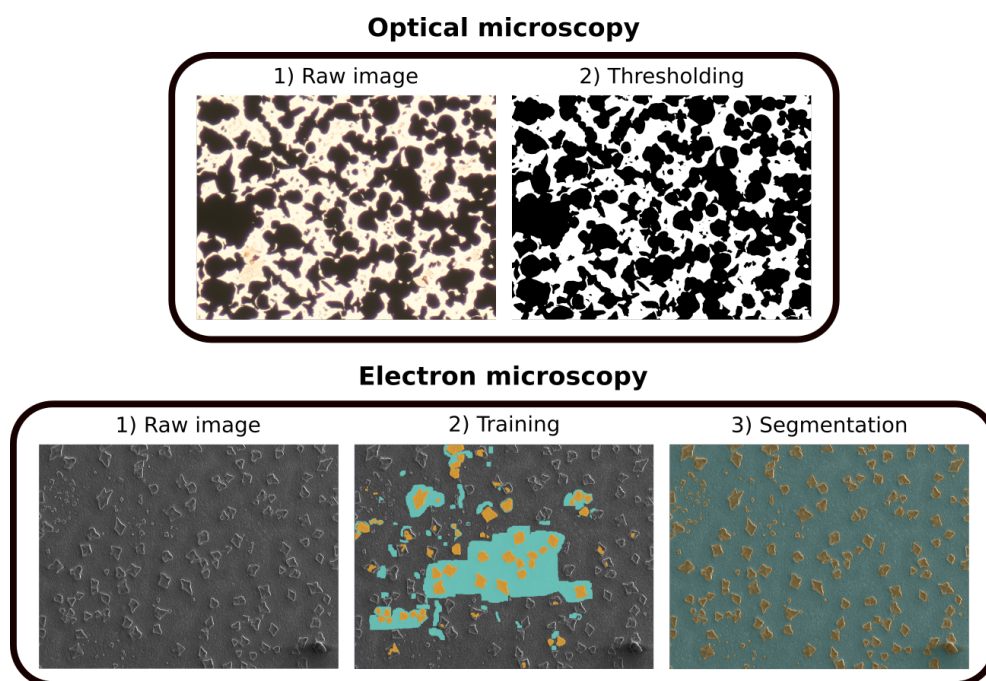 Optical microscopy
1) Raw image
2) Thresholding
Electron microscopy
1) Raw image
2) Training
3) Segmentation